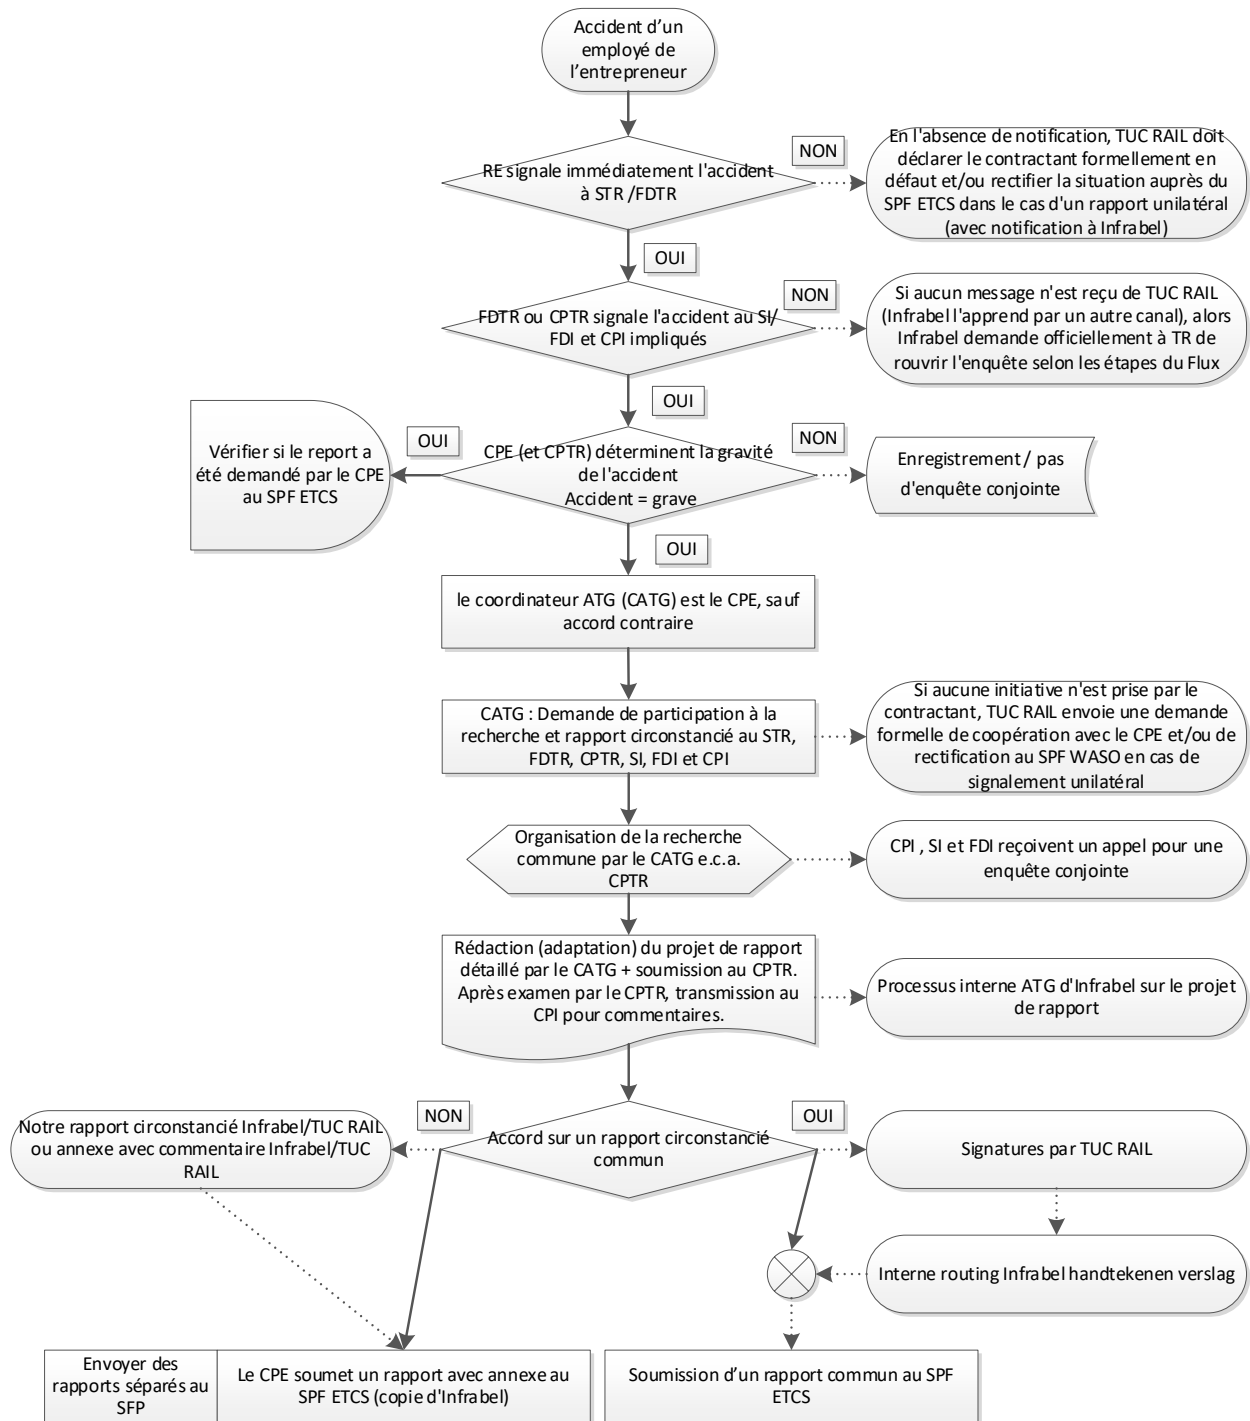 Accident d'un
employé de
l'entrepreneur
RE signale immédiatement l'accident
à STR /FDTR
NON
En l'absence de notification, TUC RAIL doit
déclarer le contractant formellement en
défaut et/ou rectifier la situation auprès du
SPF ETCS dans le cas d'un rapport unilatéral
(avec notification à Infrabel)
OUI
FDTR ou CPTR signale l'accident au SI/
FDI et CPI impliqués
NON
Si aucun message n'est reçu de TUC RAIL
(Infrabel l'apprend par un autre canal), alors
Infrabel demande officiellement à TR de
rouvrir l'enquête selon les étapes du Flux
OUI
Vérifier si le report a
été demandé par le CPE
au SPF ETCS
OUI
CPE (et CPTR) déterminent la gravité
de l'accident
Accident = grave
NON
Enregistrement / pas
d'enquête conjointe
OUI
le coordinateur ATG (CATG) est le CPE, sauf
accord contraire
CATG : Demande de participation à la
recherche et rapport circonstancié au STR,
FDTR, CPTR, SI, FDI et CPI
Si aucune initiative n'est prise par le
contractant, TUC RAIL envoie une demande
formelle de coopération avec le CPE et/ou de
rectification au SPF WASO en cas de
signalement unilatéral
Organisation de la recherche
commune par le CATG e.c.a.
CPTR
CPI , SI et FDI reçoivent un appel pour une
enquête conjointe
Rédaction (adaptation) du projet de rapport
détaillé par le CATG + soumission au CPTR.
Après examen par le CPTR, transmission au
CPI pour commentaires.
Processus interne ATG d'Infrabel sur le projet
de rapport
Notre rapport circonstancié Infrabel/TUC RAIL
ou annexe avec commentaire Infrabel/TUC
RAIL
NON
Accord sur un rapport circonstancié
commun
OUI
Signatures par TUC RAIL
Interne routing Infrabel handtekenen verslag
Envoyer des
rapports séparés au
SFP
Le CPE soumet un rapport avec annexe au
SPF ETCS (copie d'Infrabel)
Soumission d'un rapport commun au SPF
ETCS